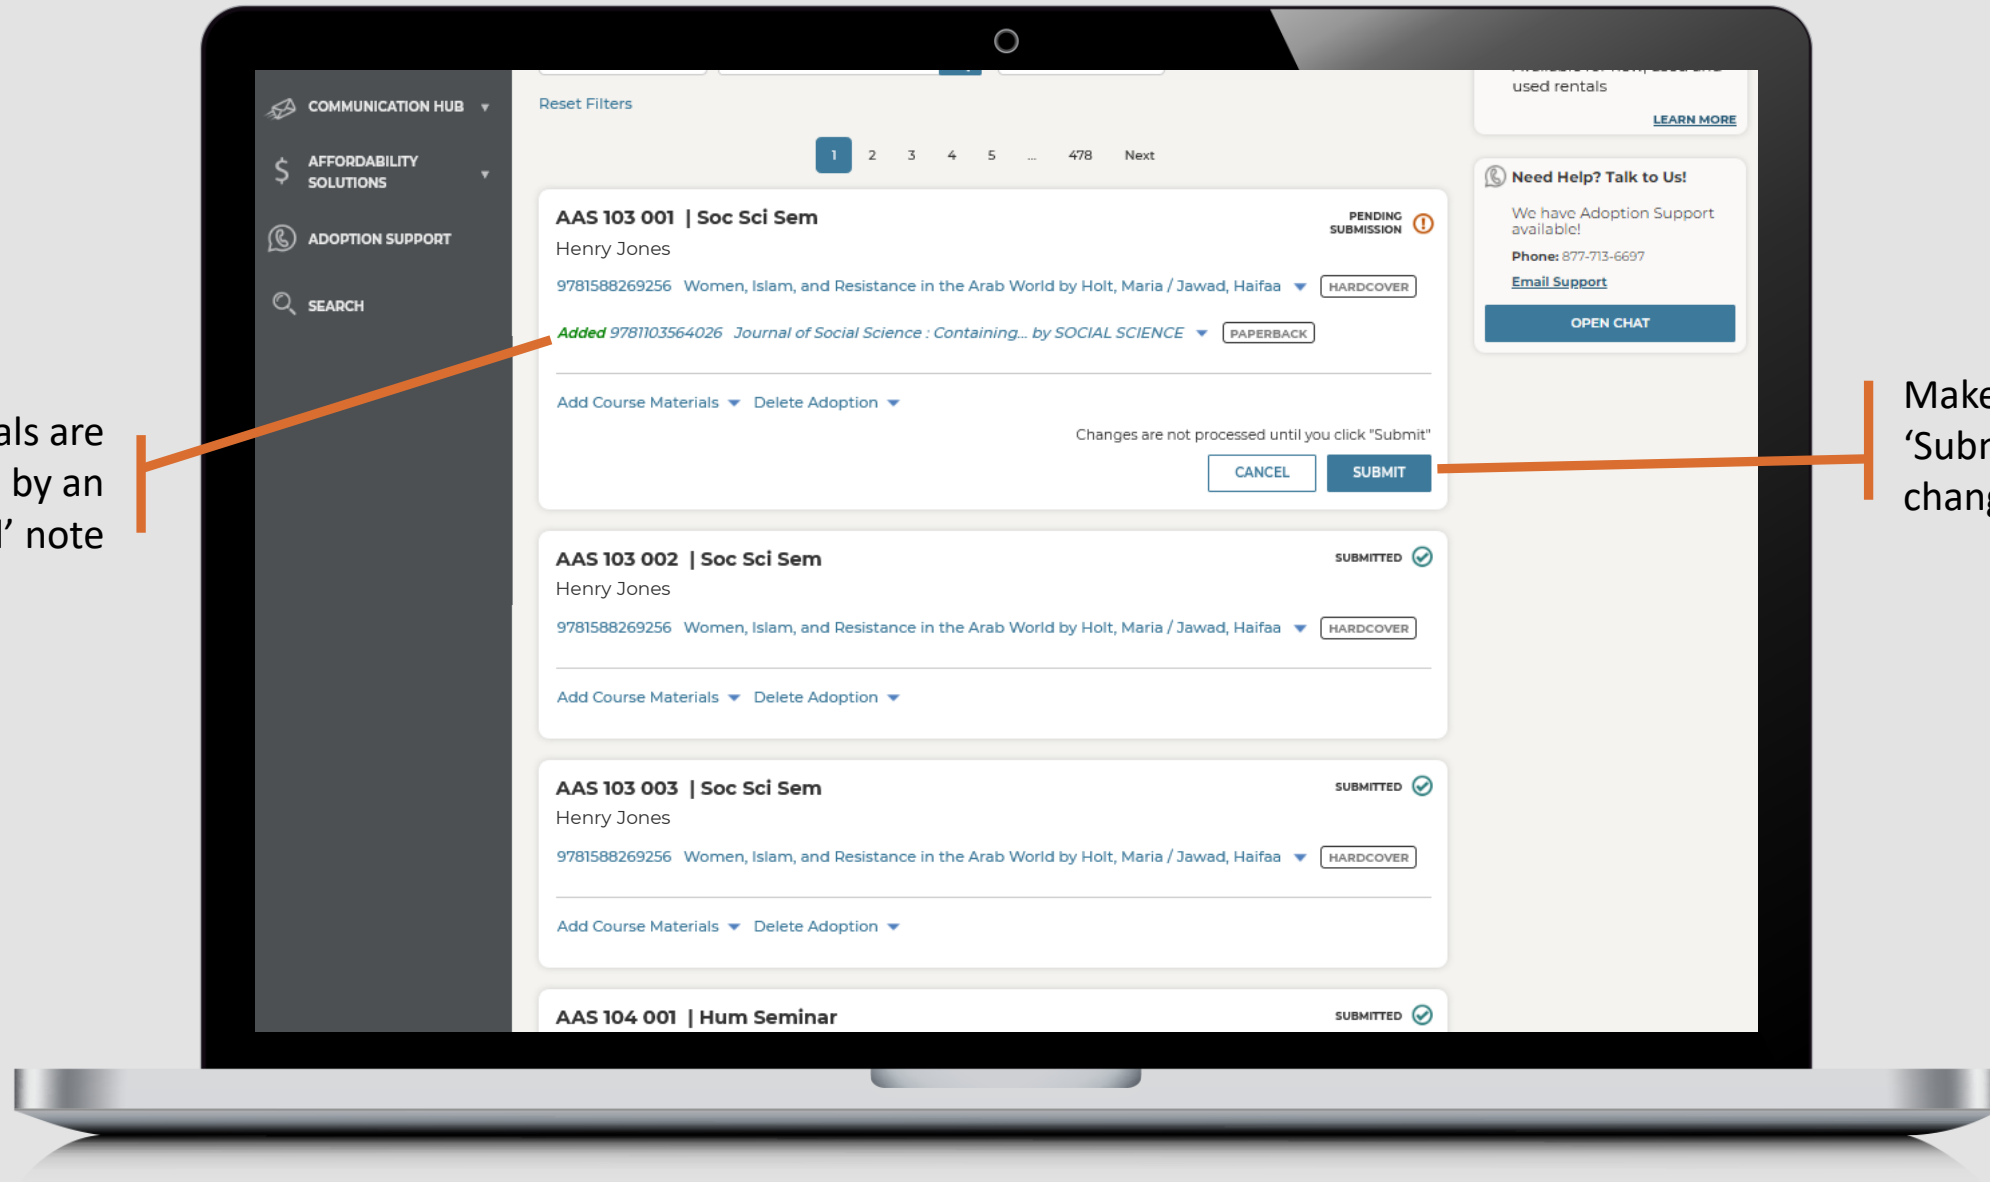 COMMUNICATION HUB
AFFORDABILITY
SOLUTIONS
ADOPTION SUPPORT
SEARCH
Reset Filters
1 2 3 4 5 ... 478 Next
AAS 103 001 | Soc Sci Sem
PENDING
SUBMISSION
Henry Jones
9781588269256 Women, Islam, and Resistance in the Arab World by Holt, Maria / Jawad, Haifaa HARDCOVER
Added 9781103564026 Journal of Social Science : Containing... by SOCIAL SCIENCE PAPERBACK
Add Course Materials Delete Adoption
Changes are not processed until you click "Submit"
CANCEL SUBMIT
AAS 103 002 | Soc Sci Sem SUBMITTED
Henry Jones
9781588269256 Women, Islam, and Resistance in the Arab World by Holt, Maria / Jawad, Haifaa HARDCOVER
Add Course Materials Delete Adoption
AAS 103 003 | Soc Sci Sem SUBMITTED
Henry Jones
9781588269256 Women, Islam, and Resistance in the Arab World by Holt, Maria / Jawad, Haifaa HARDCOVER
Add Course Materials Delete Adoption
AAS 104 001 | Hum Seminar SUBMITTED
used rentals
LEARN MORE
Need Help? Talk to Us!
We have Adoption Support
available!
Phone: 877-713-6697
Email Support
OPEN CHAT
are
by an
note
Make